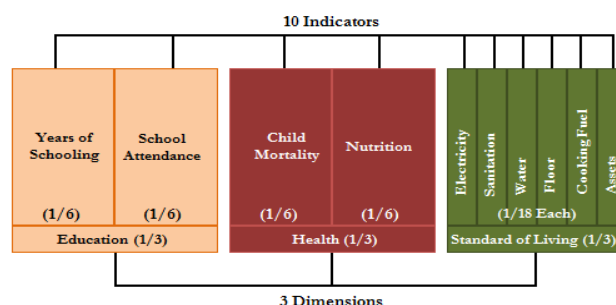 10 Indicators
Years of
Schooling
(1/6)
School
Attendance
(1/6)
Education (1/3)
Child
Mortality
(1/6)
Nutrition
(1/6)
Health (1/3)
Electricity
Sanitation
Water
Floor
Cooking Fuel
Assets
(1/18 Each)
Standard of Living (1/3)
3 Dimensions